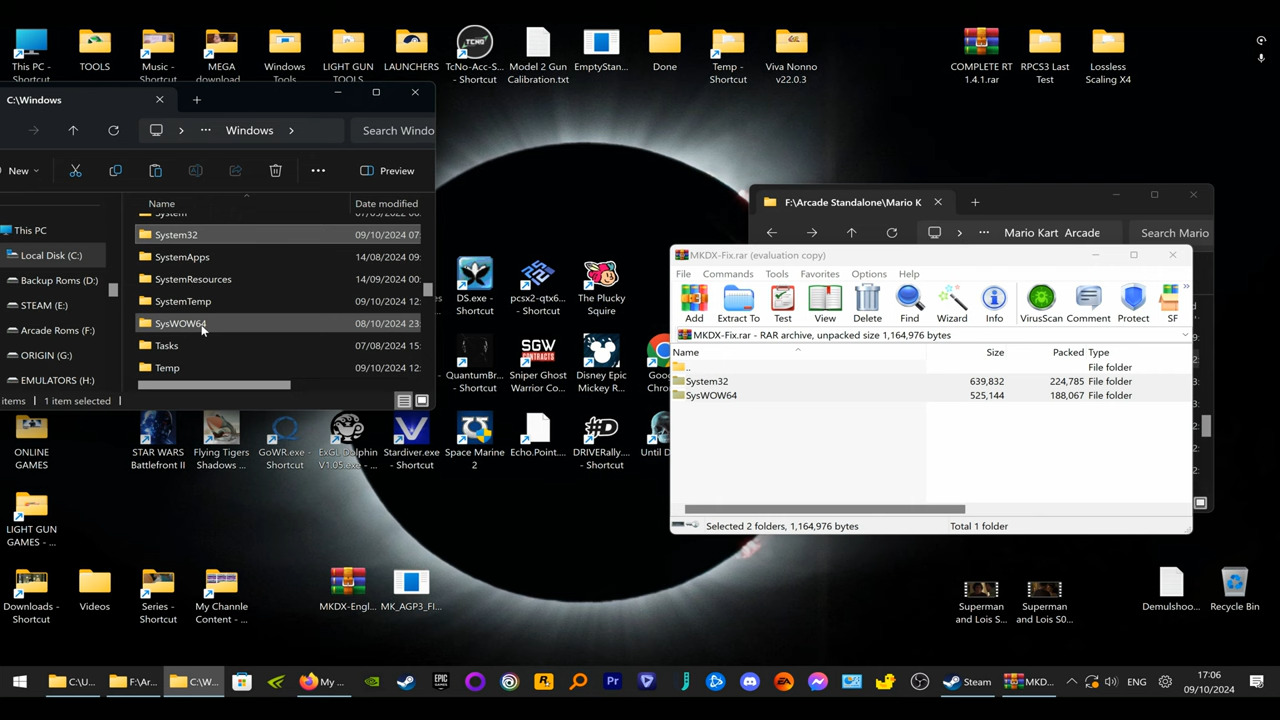 This PC -
Shortcut
TOOLS
Music -
Shortcut
MEGA
download
Windows
Tools
LIGHT GUN
TOOLS
LAUNCHERS
TcNo-Acc-S...
- Shortcut
Model 2 Gun
Calibration.txt
EmptyStan...
Done
Temp -
Shortcut
Viva Nonno
v22.0.3
COMPLETE RT
1.4.1.rar
RPCS3 Last
Test
Lossless
Scaling X4
C:\Windows
Windows
Search Windo
New
Preview
Name
Date modified
System
07/05/2022 06:
System32
09/10/2024 07:
SystemApps
14/08/2024 09:
SystemResources
14/09/2024 00:
SystemTemp
09/10/2024 12:
SysWOW64
08/10/2024 23:
Tasks
07/08/2024 15:
Temp
09/10/2024 12:
This PC
Local Disk (C:)
Backup Roms (D:)
STEAM (E:)
Arcade Roms (F:)
ORIGIN (G:)
EMULATORS (H:)
items
1 item selected
F:\Arcade Standalone\Mario K
Mario Kart Arcade
Search Mario
MKDX-Fix.rar (evaluation copy)
File
Commands
Tools
Favorites
Options
Help
Add
Extract To
Test
View
Delete
Find
Wizard
Info
VirusScan
Comment
Protect
SF
MKDX-Fix.rar - RAR archive, unpacked size 1,164,976 bytes
Name
Size
Packed
Type
..
File folder
System32
639,832
224,785
File folder
SysWOW64
525,144
188,067
File folder
Selected 2 folders, 1,164,976 bytes
Total 1 folder
DS.exe -
Shortcut
pcsx2-qtx6...
- Shortcut
The Plucky
Squire
QuantumBr...
- Shortcut
Sniper Ghost
Warrior Co...
Disney Epic
Mickey R...
Goo
Chro
ONLINE
GAMES
STAR WARS
Battlefront II
Flying Tigers
Shadows ...
GoWR.exe -
Shortcut
ExGL Dolphin
V1.05.exe - ...
Stardiver.exe
- Shortcut
Space Marine
2
Echo.Point....
DRIVERally...
- Shortcut
Until D
LIGHT GUN
GAMES - ...
Downloads -
Shortcut
Videos
Series -
Shortcut
My Channle
Content - ...
MKDX-Engl...
MK_AGP3_FI...
Superman
and Lois S...
Superman
and Lois S0...
Demulshoo...
Recycle Bin
C:\U...
F:\Ar...
C:\W...
My ...
Steam
MKD...
ENG
17:06
09/10/2024